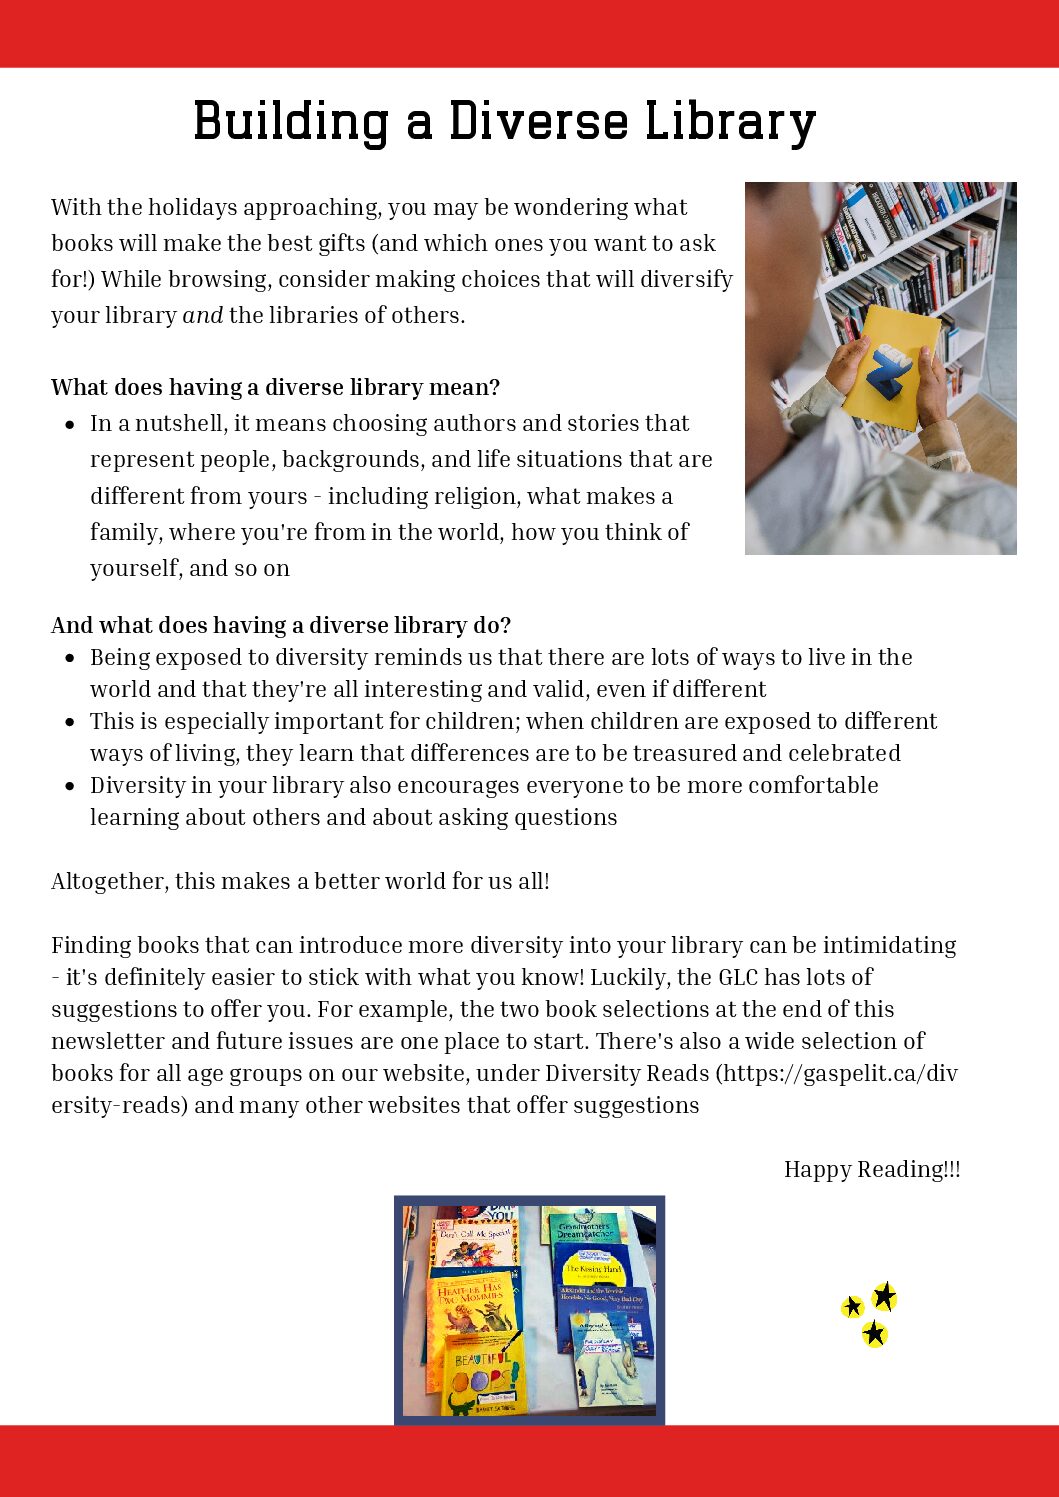 Building a Diverse Library
With the holidays approaching, you may be wondering what
books will make the best gifts (and which ones you want to ask
for!) While browsing, consider making choices that will diversify
your library and the libraries of others.
What does having a diverse library mean?
In a nutshell, it means choosing authors and stories that
represent people, backgrounds, and life situations that are
different from yours - including religion, what makes a
family, where you're from in the world, how you think of
yourself, and so on
GEN
Z
And what does having a diverse library do?
• Being exposed to diversity reminds us that there are lots of ways to live in the
world and that they're all interesting and valid, even if different
• This is especially important for children; when children are exposed to different
ways of living, they learn that differences are to be treasured and celebrated
• Diversity in your library also encourages everyone to be more comfortable
learning about others and about asking questions
Altogether, this makes a better world for us all!
Finding books that can introduce more diversity into your library can be intimidating
- it's definitely easier to stick with what you know! Luckily, the GLC has lots of
suggestions to offer you. For example, the two book selections at the end of this
newsletter and future issues are one place to start. There's also a wide selection of
books for all age groups on our website, under Diversity Reads (https://gaspelit.ca/div
ersity-reads) and many other websites that offer suggestions
Happy Reading!!!
YOU
Don't Call Me Special
HEATHER HAS
TWO MOMMIES
BEAUTIFUL
OOPS!
Grandmother's
Dreamcatcher
The Kissing Hand
Alexander and the Terrible,
Horrible, No Good, Very Bad Day